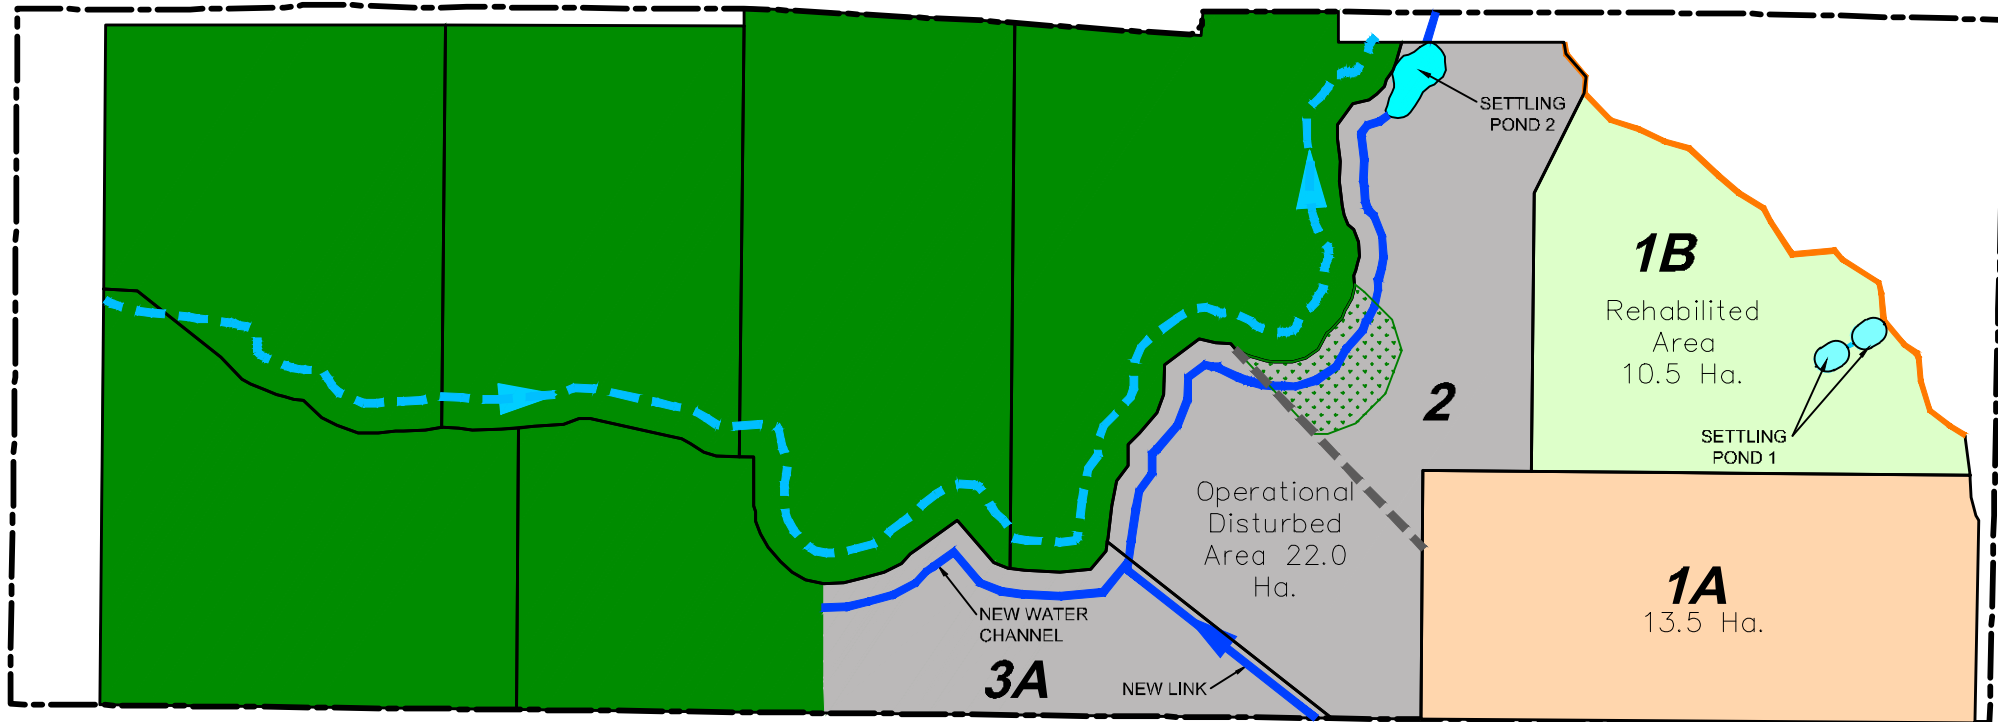 SETTLING
POND 2
1B
Rehabilited
Area
10.5 Ha.
SETTLING
POND 1
2
Operational
Disturbed
Area 22.0
Ha.
1A
13.5 Ha.
NEW WATER
CHANNEL
3A
NEW LINK